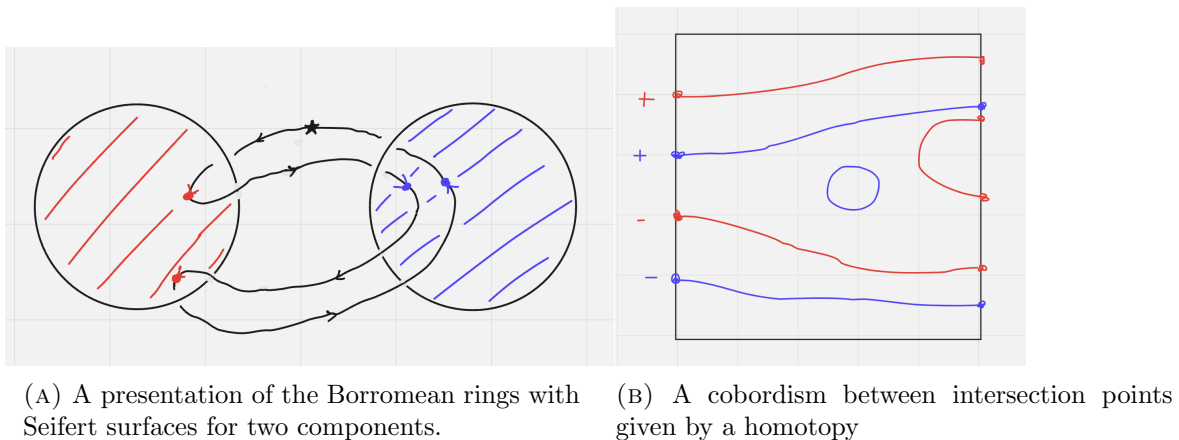 +
+
-
-
-
(A) A presentation of the Borromean rings with
Seifert surfaces for two components.
(B) A cobordism between intersection points
given by a homotopy